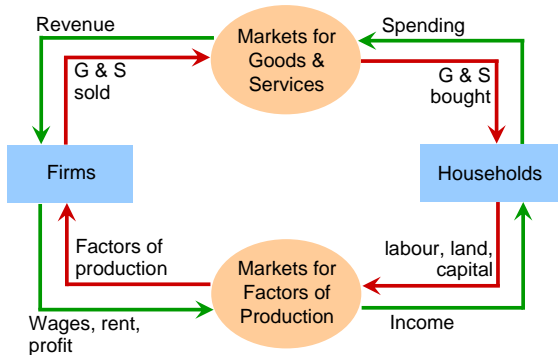 Revenue
Markets for
Goods &
Services
Spending
G & S
sold
G & S
bought
Firms
Households
Factors of
production
Markets for
Factors of
Production
labour, land,
capital
Wages, rent,
profit
Income